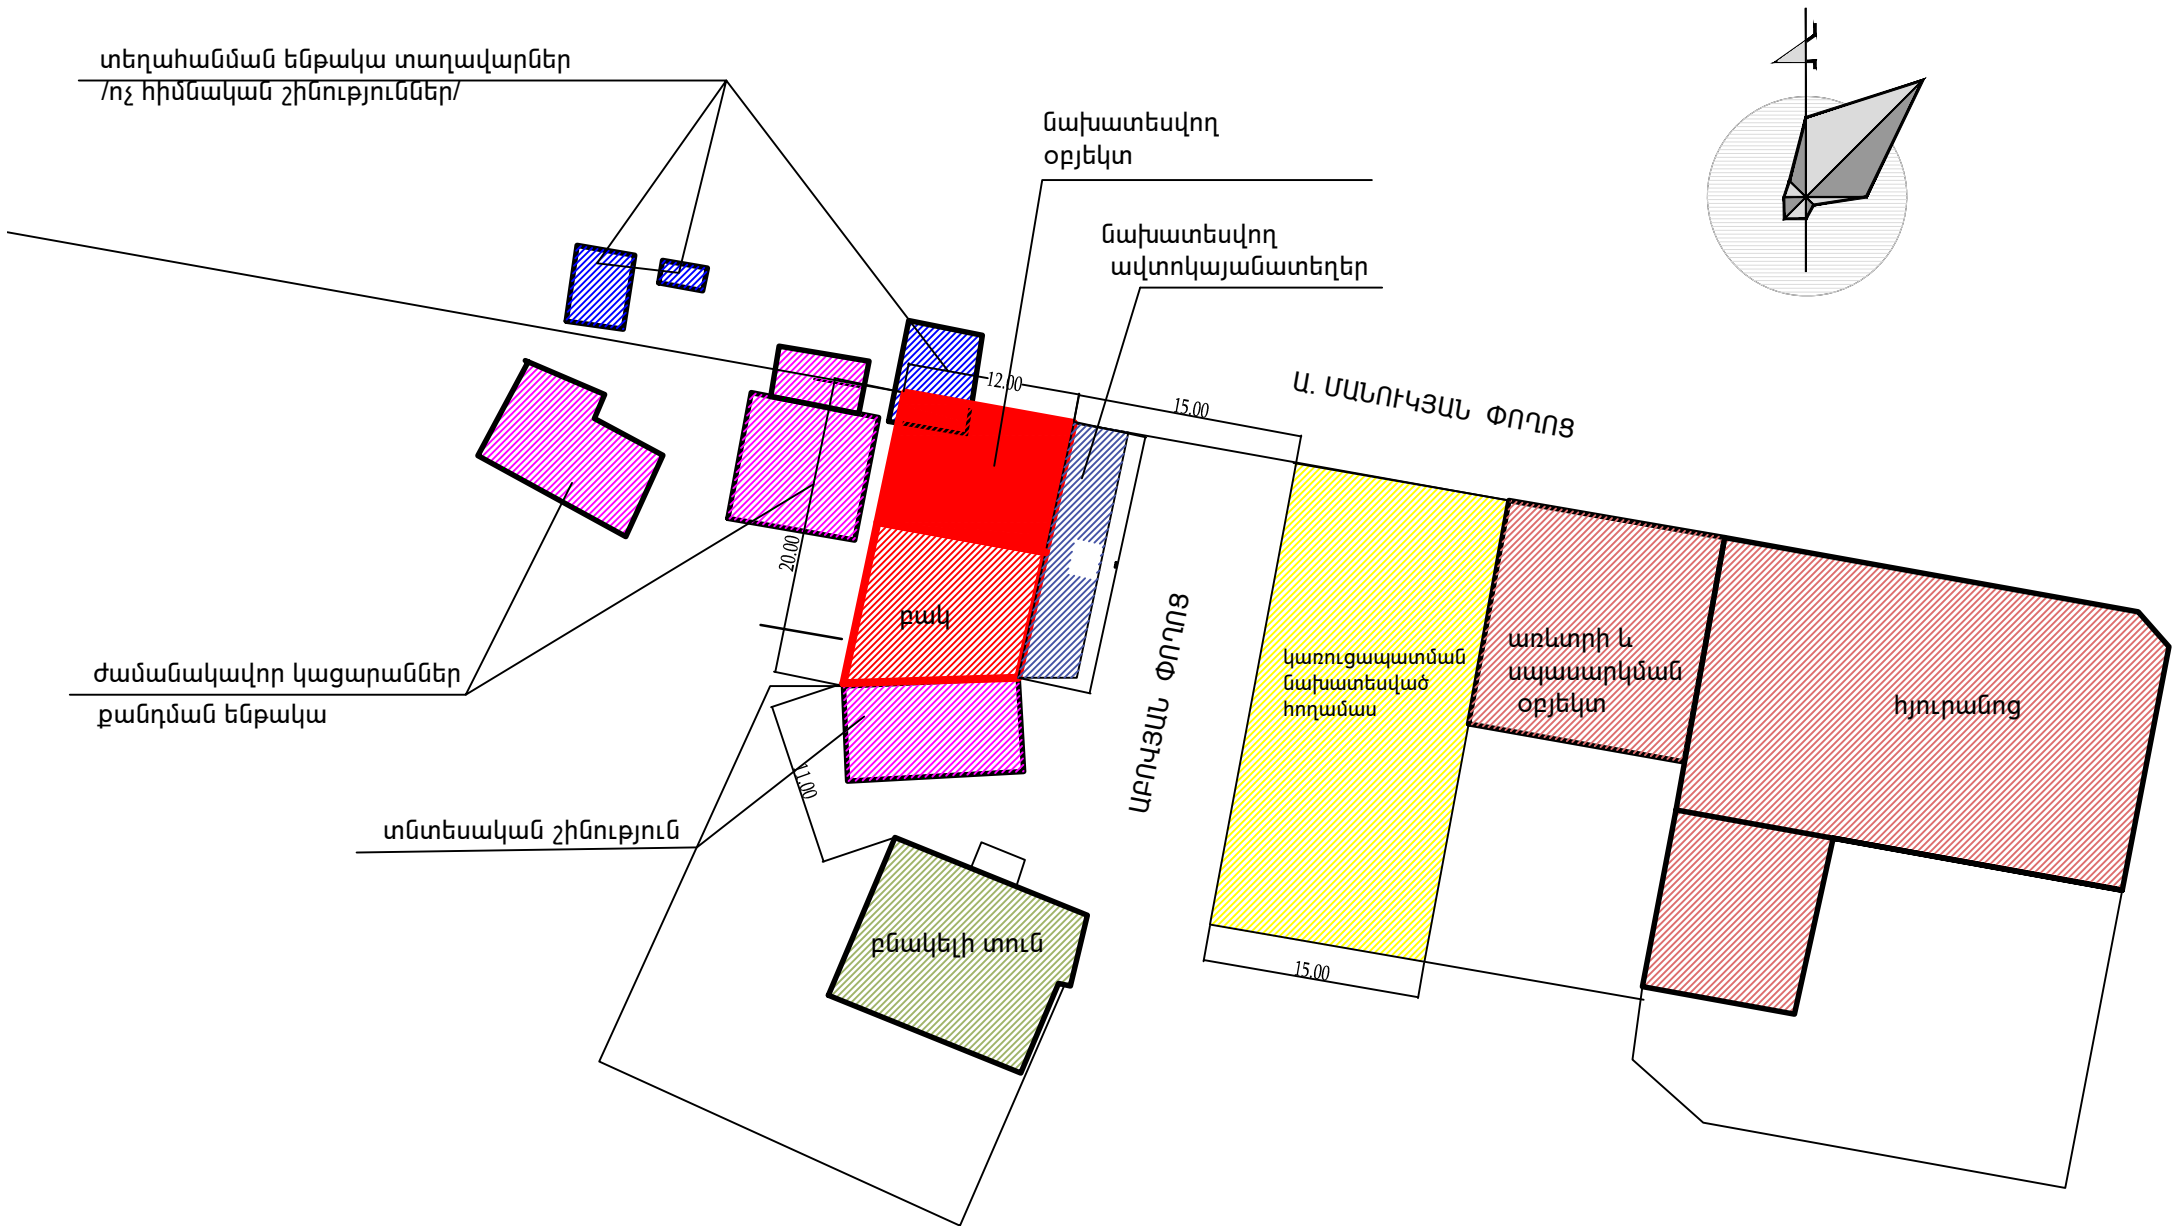 տեղահանման ենթակա տաղավարներ
/ոչ հիմնական շինություններ/
նախատեսվող
օբյեկտ
նախատեսվող
ավտոկայանատեղեր
12.00
15.00
Ա. ՄԱՆՈՒԿՅԱՆ ՓՈՂՈՑ
20.00
բակ
ԱԲՈՎՅԱՆ ՓՈՂՈՑ
կառուցապատման
նախատեսված
հողամաս
առևտրի և
սպասարկման
օբյեկտ
հյուրանոց
ժամանակավոր կացարաններ
քանդման ենթակա
11.00
տնտեսական շինություն
բնակելի տուն
15.00